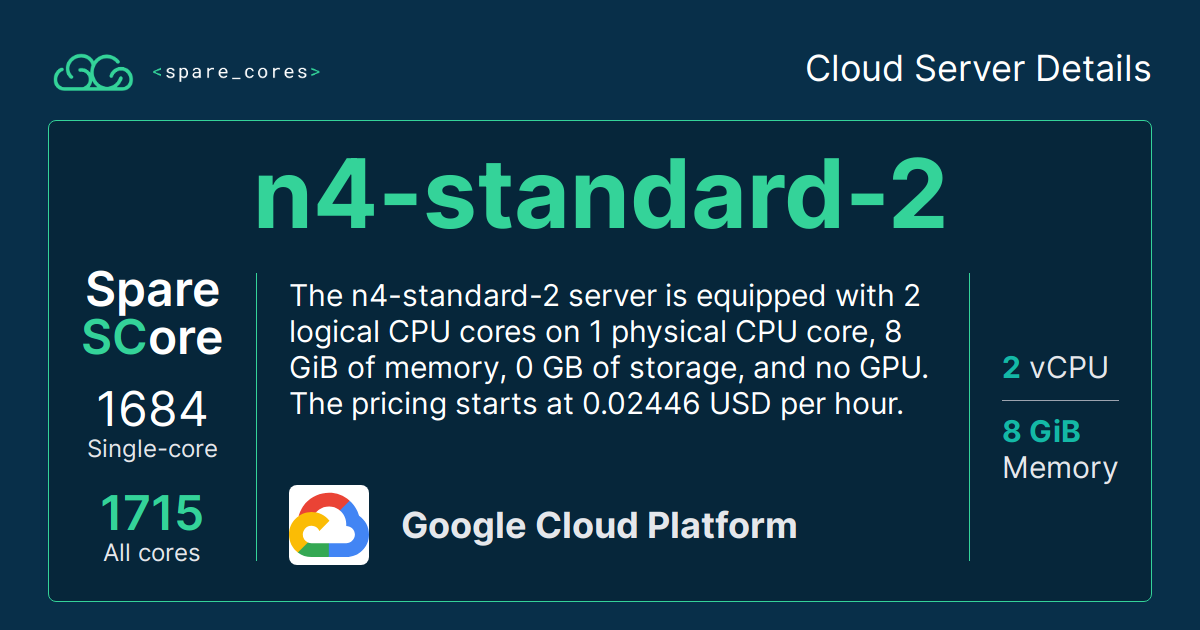 <spare_cores>
Cloud Server Details
n4-standard-2
Spare
SCore
1684
Single-core
1715
All cores
The n4-standard-2 server is equipped with 2
logical CPU cores on 1 physical CPU core, 8
GiB of memory, 0 GB of storage, and no GPU.
The pricing starts at 0.02446 USD per hour.
Google Cloud Platform
2 vCPU
8 GiB
Memory